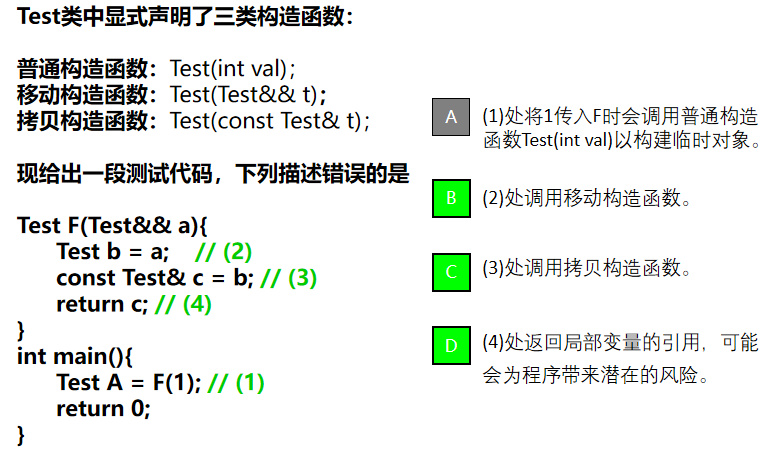 Test类中显式声明了三类构造函数：
普通构造函数：Test(int val)；
移动构造函数：Test(Test&& t)；
拷贝构造函数：Test(const Test& t)；
现给出一段测试代码，下列描述错误的是
Test F(Test&& a){
Test b = a; // (2)
const Test& c = b; // (3)
return c; // (4)
}
int main(){
Test A = F(1); // (1)
return 0;
}
A (1)处将1传入F时会调用普通构造
函数Test(int val)以构建临时对象。
B (2)处调用移动构造函数。
C (3)处调用拷贝构造函数。
D (4)处返回局部变量的引用，可能
会为程序带来潜在的风险。